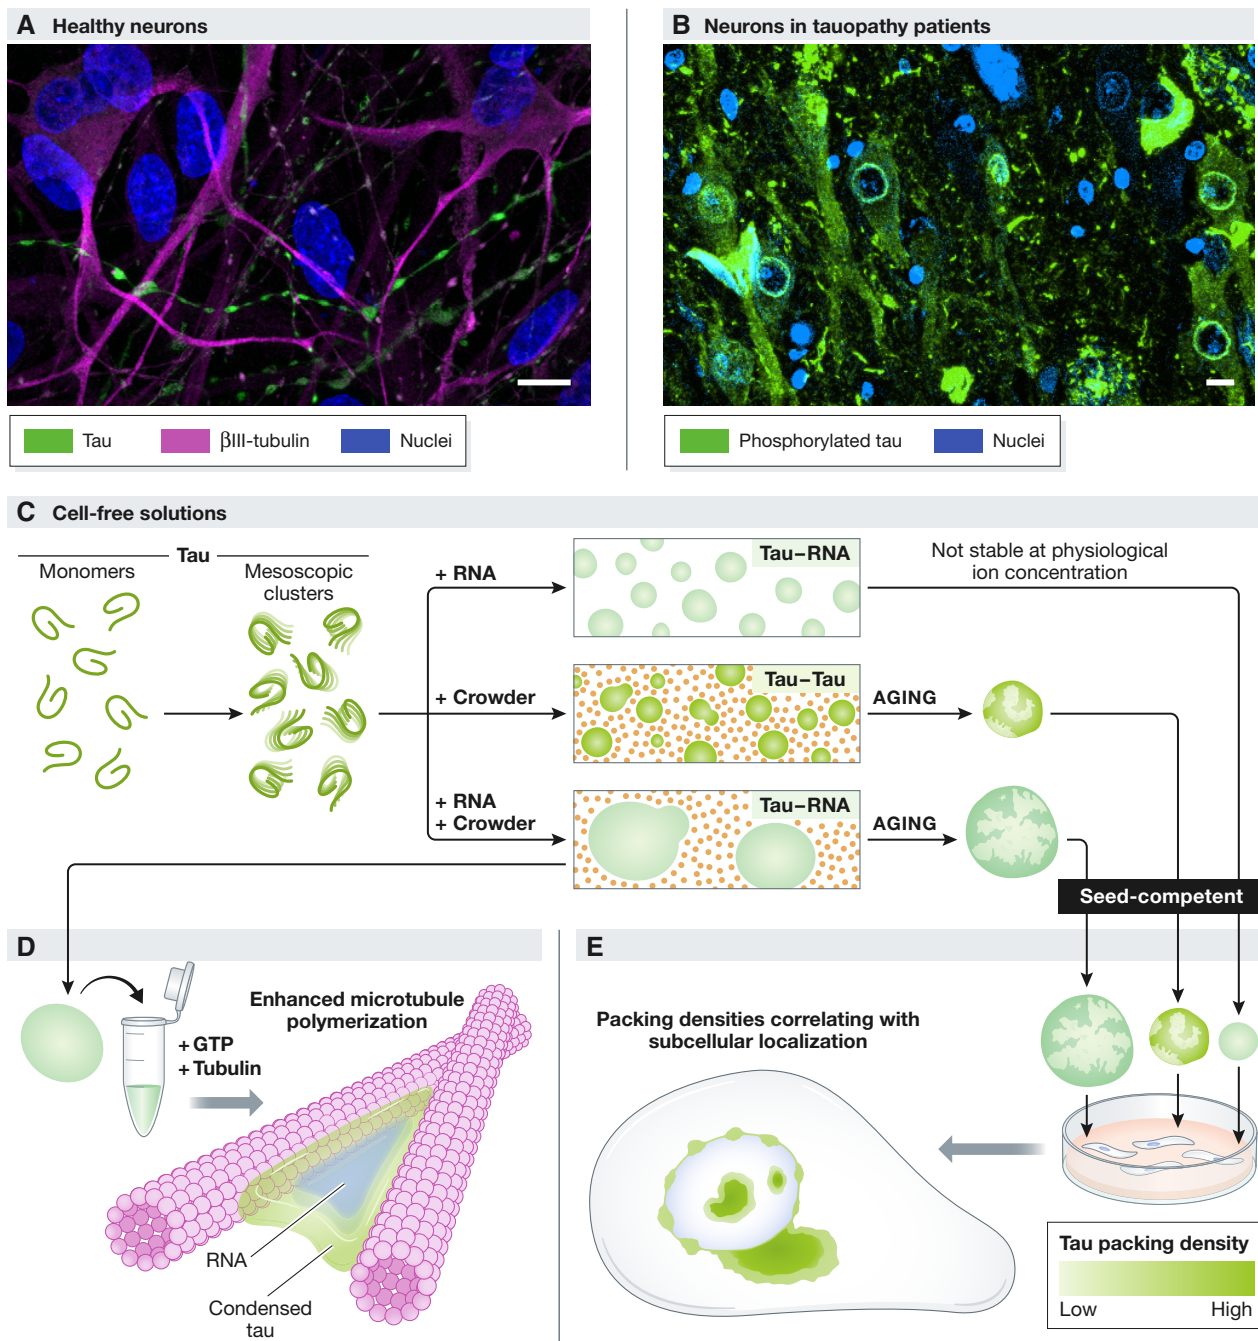 A Healthy neurons
B Neurons in tauopathy patients
Tau
βIII-tubulin
Nuclei
Phosphorylated tau
Nuclei
C Cell-free solutions
Tau
Monomers
Mesoscopic
clusters
+ RNA
Tau–RNA
Not stable at physiological
ion concentration
+ Crowder
Tau–Tau
AGING
+ RNA
+ Crowder
Tau–RNA
AGING
Seed-competent
D
Enhanced microtubule
polymerization
+ GTP
+ Tubulin
RNA
Condensed
tau
E
Packing densities correlating with
subcellular localization
Tau packing density
Low
High